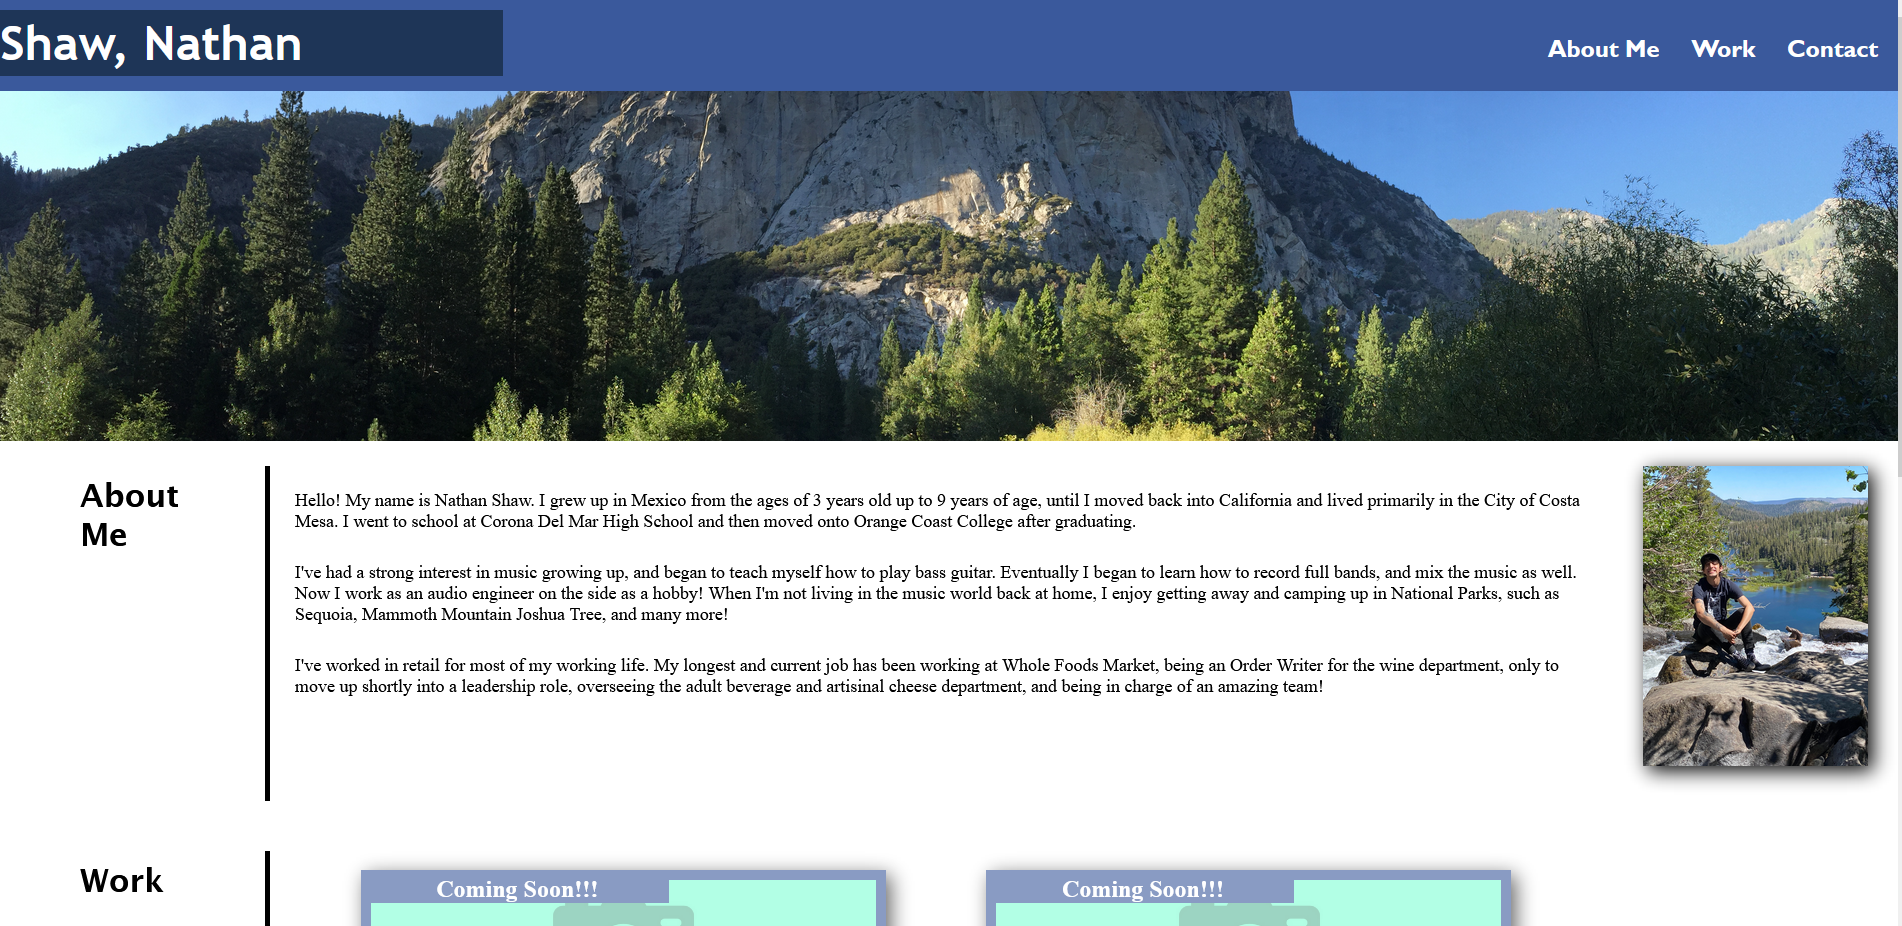 Shaw, Nathan
About Me Work Contact
About
Me
Hello! My name is Nathan Shaw. I grew up in Mexico from the ages of 3 years old up to 9 years of age, until I moved back into California and lived primarily in the City of Costa
Mesa. I went to school at Corona Del Mar High School and then moved onto Orange Coast College after graduating.
I've had a strong interest in music growing up, and began to teach myself how to play bass guitar. Eventually I began to learn how to record full bands, and mix the music as well.
Now I work as an audio engineer on the side as a hobby! When I'm not living in the music world back at home, I enjoy getting away and camping up in National Parks, such as
Sequoia, Mammoth Mountain Joshua Tree, and many more!
I've worked in retail for most of my working life. My longest and current job has been working at Whole Foods Market, being an Order Writer for the wine department, only to
move up shortly into a leadership role, overseeing the adult beverage and artisinal cheese department, and being in charge of an amazing team!
Work
Coming Soon!!!
Coming Soon!!!